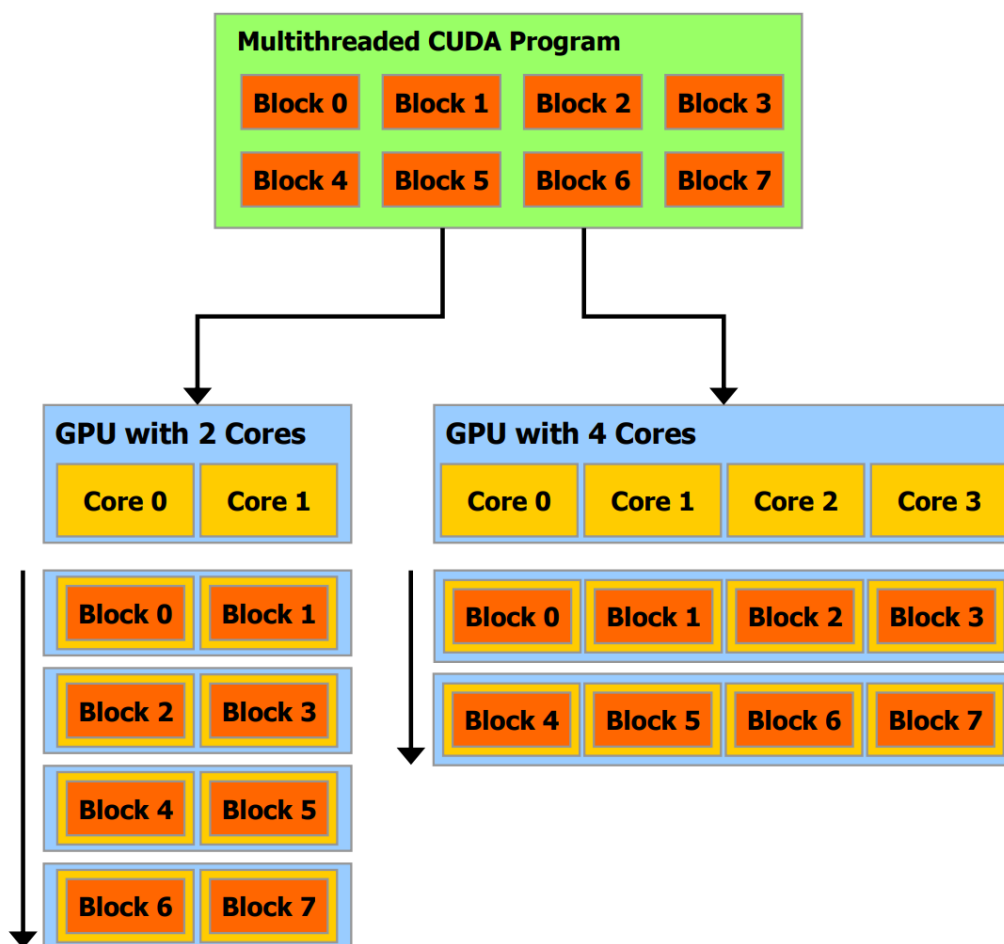 Multithreaded CUDA Program
Block 0 Block 1 Block 2 Block 3
Block 4 Block 5 Block 6 Block 7
GPU with 2 Cores
Core 0 Core 1
Block 0 Block 1
Block 2 Block 3
Block 4 Block 5
Block 6 Block 7
GPU with 4 Cores
Core 0 Core 1 Core 2 Core 3
Block 0 Block 1 Block 2 Block 3
Block 4 Block 5 Block 6 Block 7